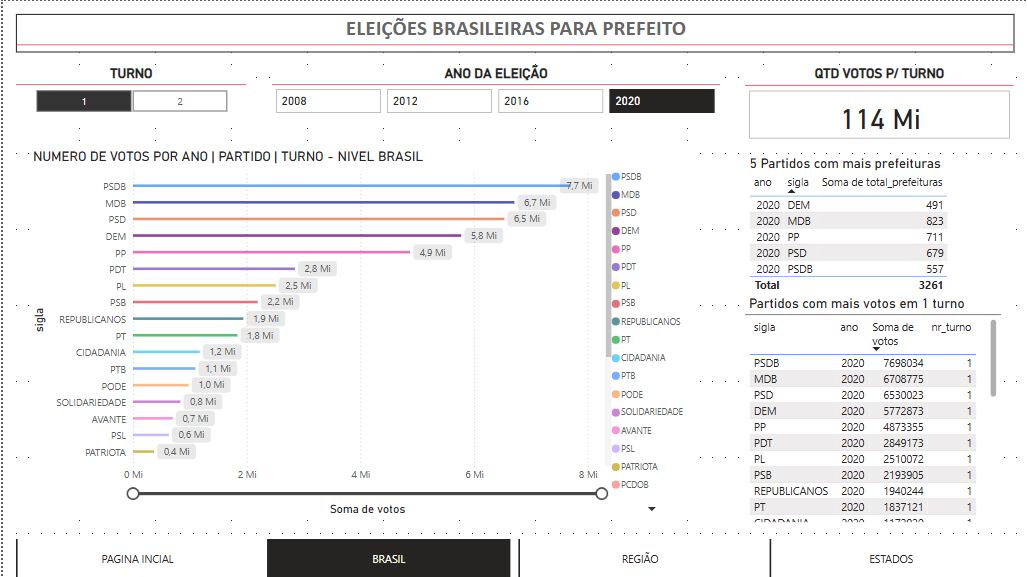 ELEIÇÕES BRASILEIRAS PARA PREFEITO
TURNO
1 2
ANO DA ELEIÇÃO
2008 2012 2016 2020
QTD VOTOS P/ TURNO
114 Mi
NUMERO DE VOTOS POR ANO | PARTIDO | TURNO - NIVEL BRASIL
sigla
PSDB 7,7 Mi
MDB 6,7 Mi
PSD 6,5 Mi
DEM 5,8 Mi
PP 4,9 Mi
PDT 2,8 Mi
PL 2,5 Mi
PSB 2,2 Mi
REPUBLICANOS 1,9 Mi
PT 1,8 Mi
CIDADANIA 1,2 Mi
PTB 1,1 Mi
PODE 1,0 Mi
SOLIDARIEDADE 0,8 Mi
AVANTE 0,7 Mi
PSL 0,6 Mi
PATRIOTA 0,4 Mi
0 Mi 2 Mi 4 Mi 6 Mi 8 Mi
Soma de votos
PSDB
MDB
PSD
DEM
PP
PDT
PL
PSB
REPUBLICANOS
PT
CIDADANIA
PTB
PODE
SOLIDARIEDADE
AVANTE
PSL
PATRIOTA
PCDOB
5 Partidos com mais prefeituras
ano sigla Soma de total_prefeituras
2020 DEM 491
2020 MDB 823
2020 PP 711
2020 PSD 679
2020 PSDB 557
Total 3261
Partidos com mais votos em 1 turno
sigla ano Soma de votos nr_turno
PSDB 2020 7698034 1
MDB 2020 6708775 1
PSD 2020 6530023 1
DEM 2020 5772873 1
PP 2020 4873355 1
PDT 2020 2849173 1
PL 2020 2510072 1
PSB 2020 2193905 1
REPUBLICANOS 2020 1940244 1
PT 2020 1837121 1
CIDADANIA 2020 1
PAGINA INCIAL
BRASIL
REGIÃO
ESTADOS